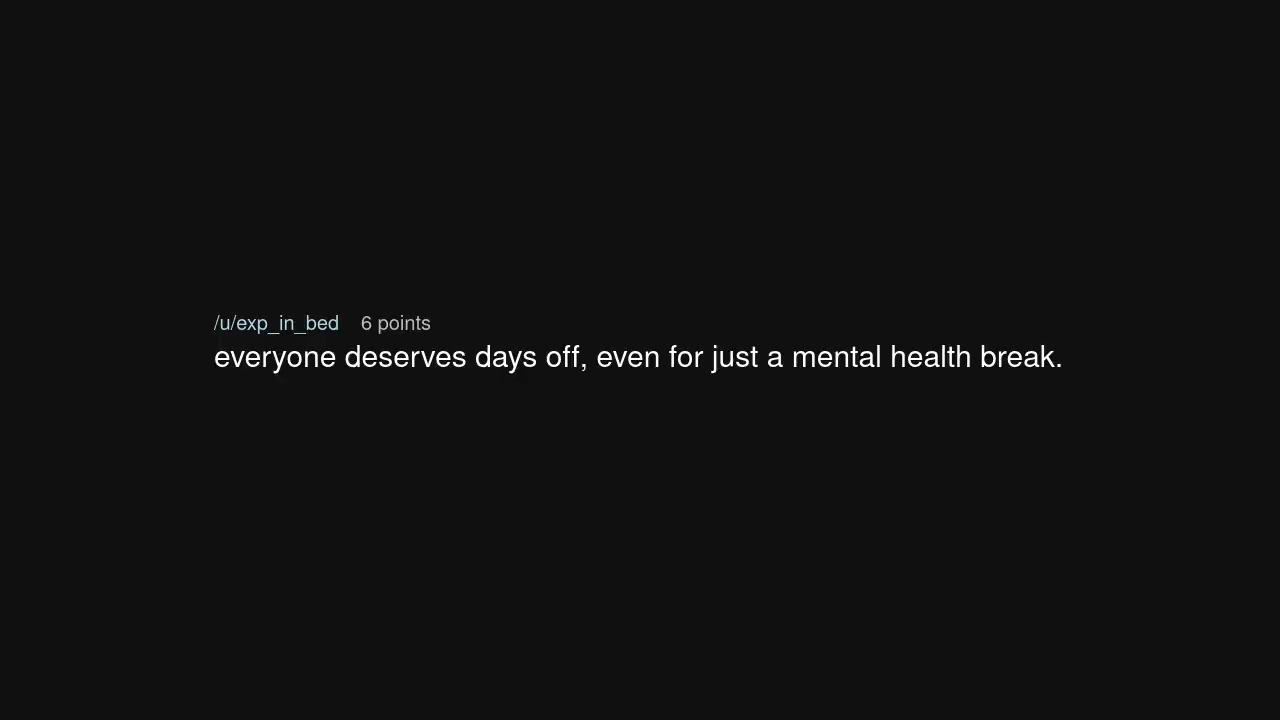 /u/exp_in_bed 6 points
everyone deserves days off, even for just a mental health break.